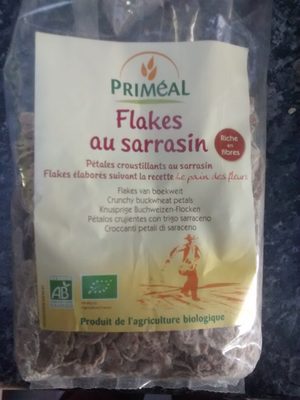 PRIMÉAL
Flakes
au sarrasin
Riche
en
fibres
Pétales croustillants au sarrasin
Flakes élaborés suivant la recette Le pain des fleurs
Flakes van boekweit
Crunchy buckwheat petals
Knusprige Buchweizen-Flocken
Pétalos crujientes con trigo sarraceno
Croccanti petali di saraceno
AB
Produit de l'agriculture biologique